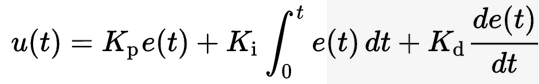 u(t) = K_p e(t) + K_i ∫_0^t e(t) dt + K_d de(t)/dt